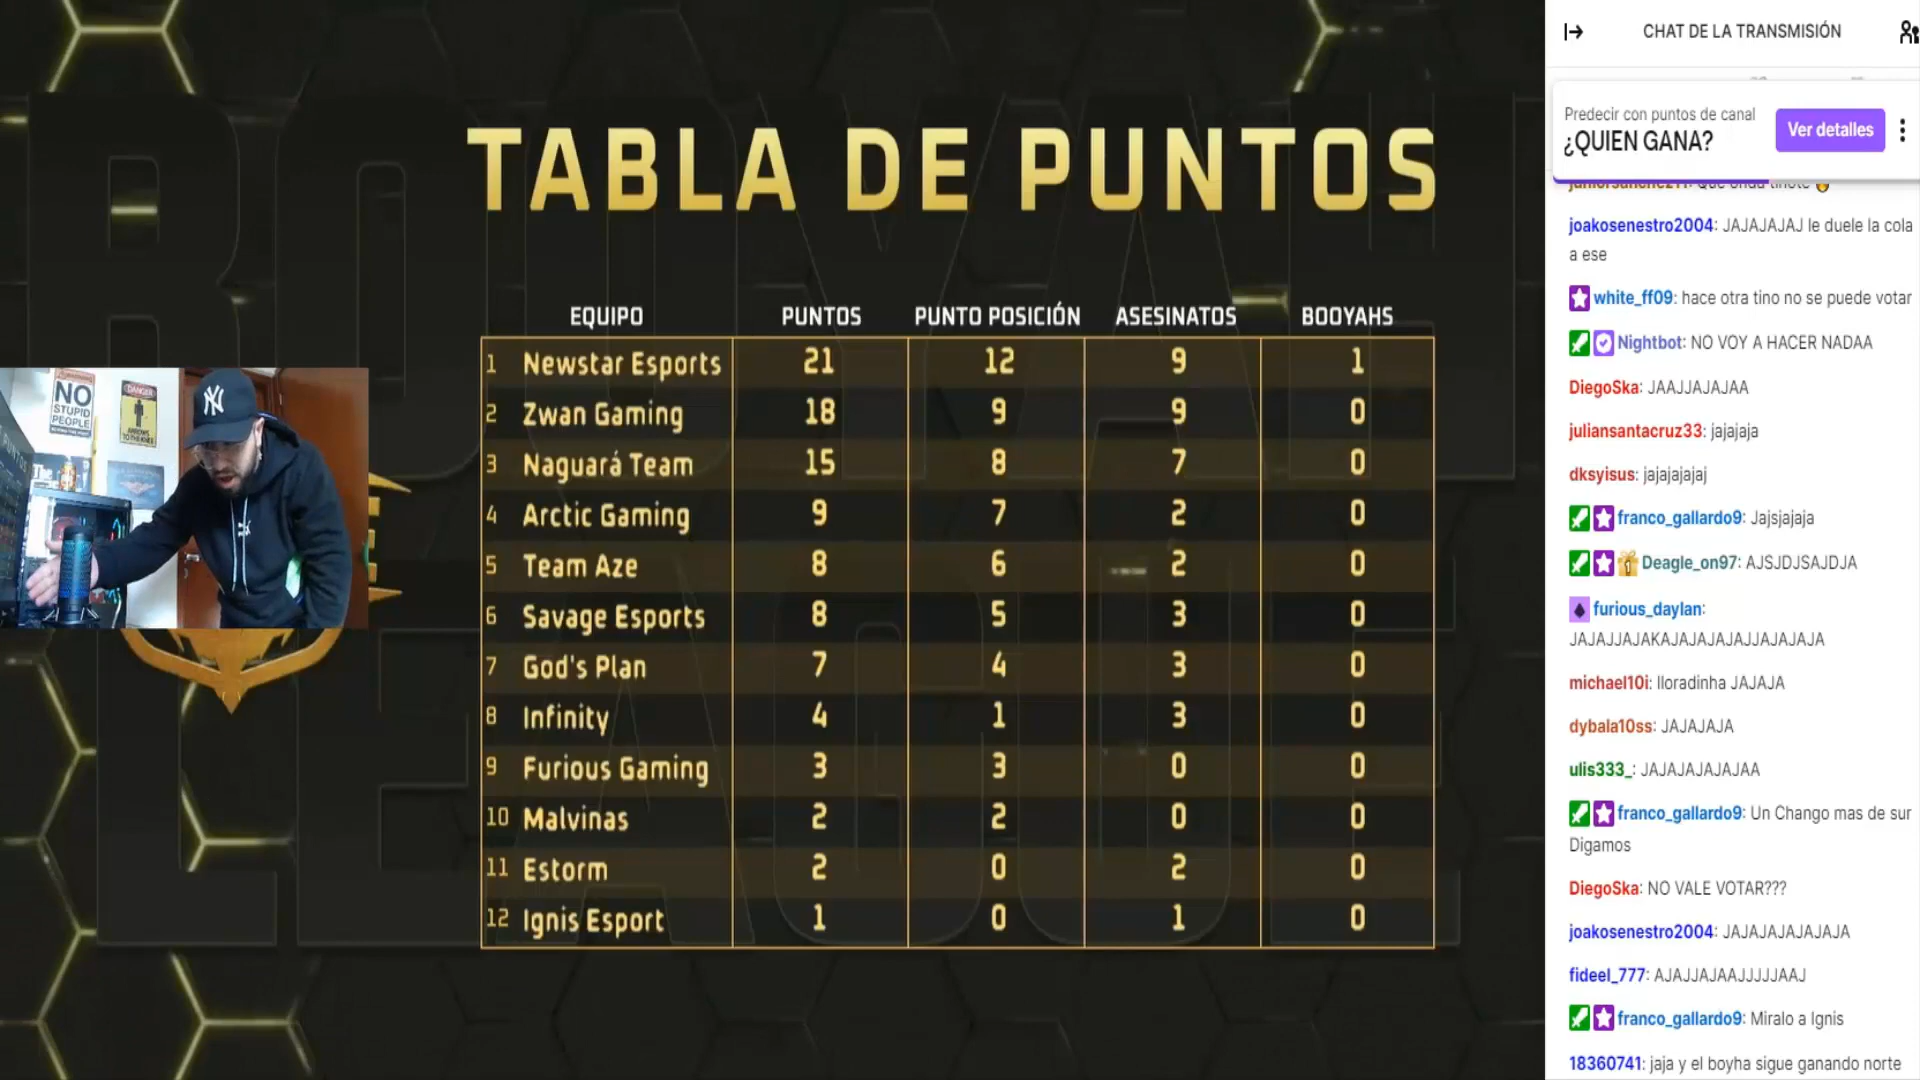 TABLA DE PUNTOS
EQUIPO PUNTOS PUNTO POSICIÓN ASESINATOS BOOYAHS
1 Newstar Esports 21 12 9 1
2 Zwan Gaming 18 9 9 0
3 Naguará Team 15 8 7 0
4 Arctic Gaming 9 7 2 0
5 Team Aze 8 6 2 0
6 Savage Esports 8 5 3 0
7 God's Plan 7 4 3 0
8 Infinity 4 1 3 0
9 Furious Gaming 3 3 0 0
10 Malvinas 2 2 0 0
11 Estorm 2 0 2 0
12 Ignis Esport 1 0 1 0
NO
STUPID
PEOPLE
DANGER
The
CHAT DE LA TRANSMISIÓN
Predecir con puntos de canal
¿QUIEN GANA?
Ver detalles
joakosenestro2004: JAJAJAJAJ le duele la cola
a ese
white_ff09: hace otra tino no se puede votar
Nightbot: NO VOY A HACER NADAA
DiegoSka: JAAJJAJAJAA
juliansantacruz33: jajajaja
dksyisus: jajajajajaj
franco_gallardo9: Jajsjajaja
1
Deagle_on97: AJSJDJSAJDJA
furious_daylan:
JAJAJJAJAKAJAJAJAJAJJAJAJAJA
michael10i: lloradinha JAJAJA
dybala10ss: JAJAJAJA
ulis333_: JAJAJAJAJAJAA
franco_gallardo9: Un Chango mas de sur
Digamos
DiegoSka: NO VALE VOTAR???
joakosenestro2004: JAJAJAJAJAJAJA
fideel_777: AJAJJAJAAJJJJJAAJ
franco_gallardo9: Miralo a Ignis
18360741: jaja y el boyha sigue ganando norte